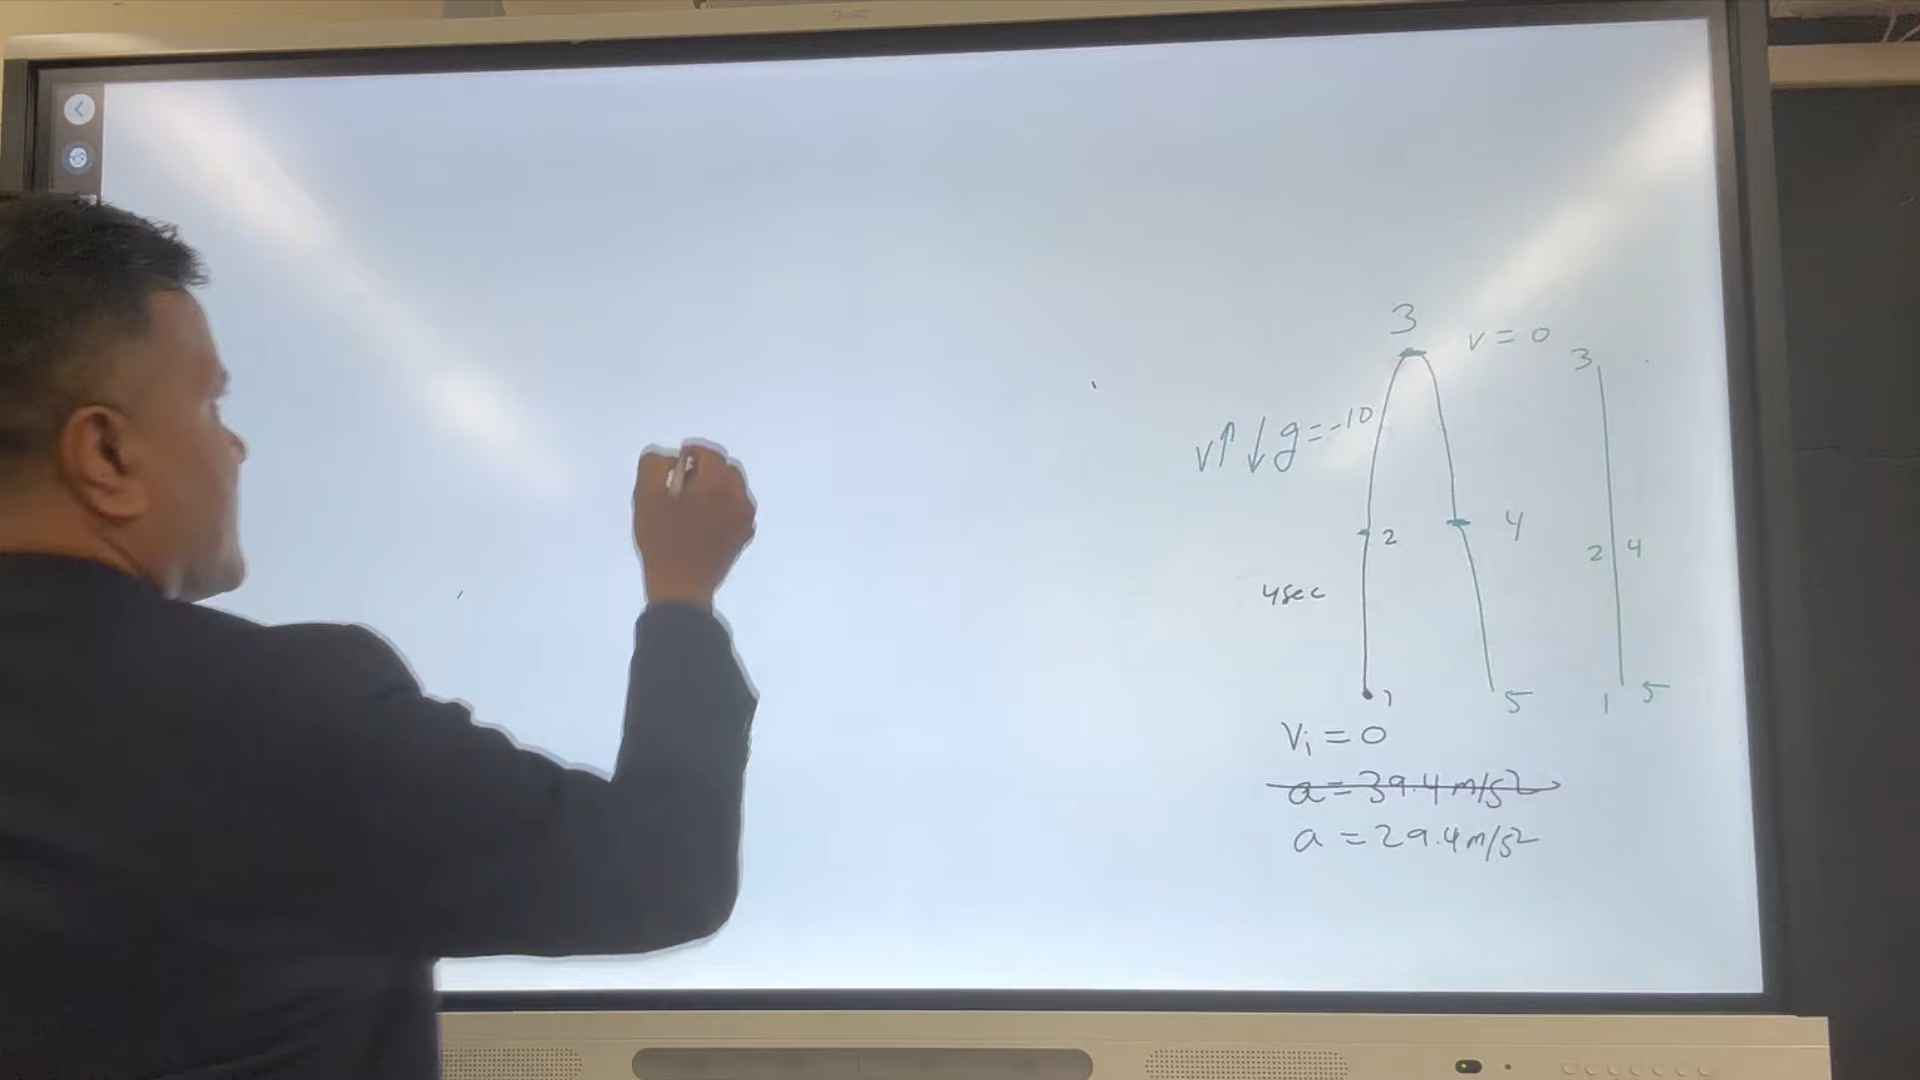 3
v = 0
3
v↑ ↓ g = -10
2
4
2 4
4sec
1
5
1 5
Vi = 0
a = 39.4 m/s²
a = 29.4 m/s²